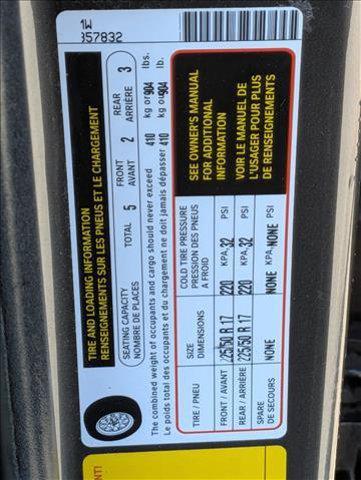 1W
357832
TIRE AND LOADING INFORMATION
RENSEIGNEMENTS SUR LES PNEUS ET LE CHARGEMENT
SEATING CAPACITY
NOMBRE DE PLACES
TOTAL 5
FRONT
AVANT 2
REAR
ARRIÈRE 3
The combined weight of occupants and cargo should never exceed 410 kg or 904 lbs.
Le poids total des occupants et du chargement ne doit jamais dépasser 410 kg ou 904 lb.
TIRE / PNEU
SIZE
DIMENSIONS
COLD TIRE PRESSURE
PRESSION DES PNEUS
A FROID
FRONT / AVANT 225/50 R 17 220 KPA, 32 PSI
REAR / ARRIÈRE 225/50 R 17 220 KPA, 32 PSI
SPARE
DE SECOURS NONE NONE KPA, NONE PSI
SEE OWNER'S MANUAL
FOR ADDITIONAL
INFORMATION
VOIR LE MANUEL DE
L'USAGER POUR PLUS
DE RENSEIGNEMENTS